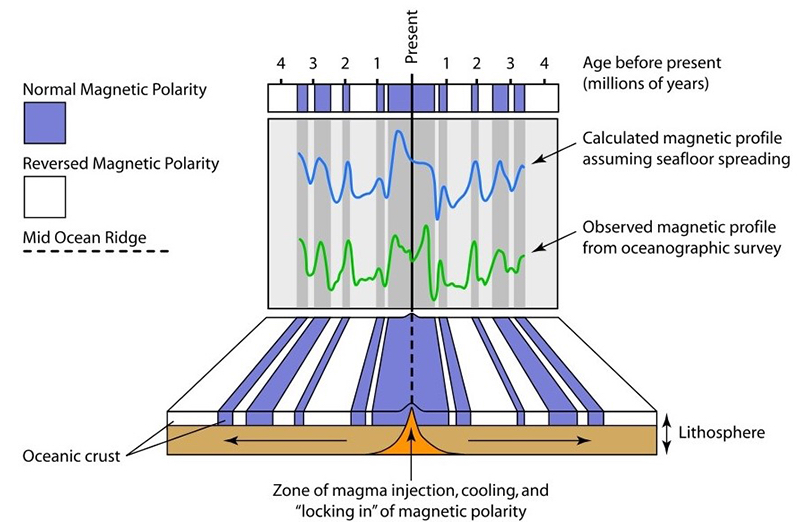 Present
4 3 2 1 1 2 3 4
Age before present
(millions of years)
Normal Magnetic Polarity
Reversed Magnetic Polarity
Mid Ocean Ridge
Calculated magnetic profile
assuming seafloor spreading
Observed magnetic profile
from oceanographic survey
Lithosphere
Oceanic crust
Zone of magma injection, cooling, and
“locking in” of magnetic polarity